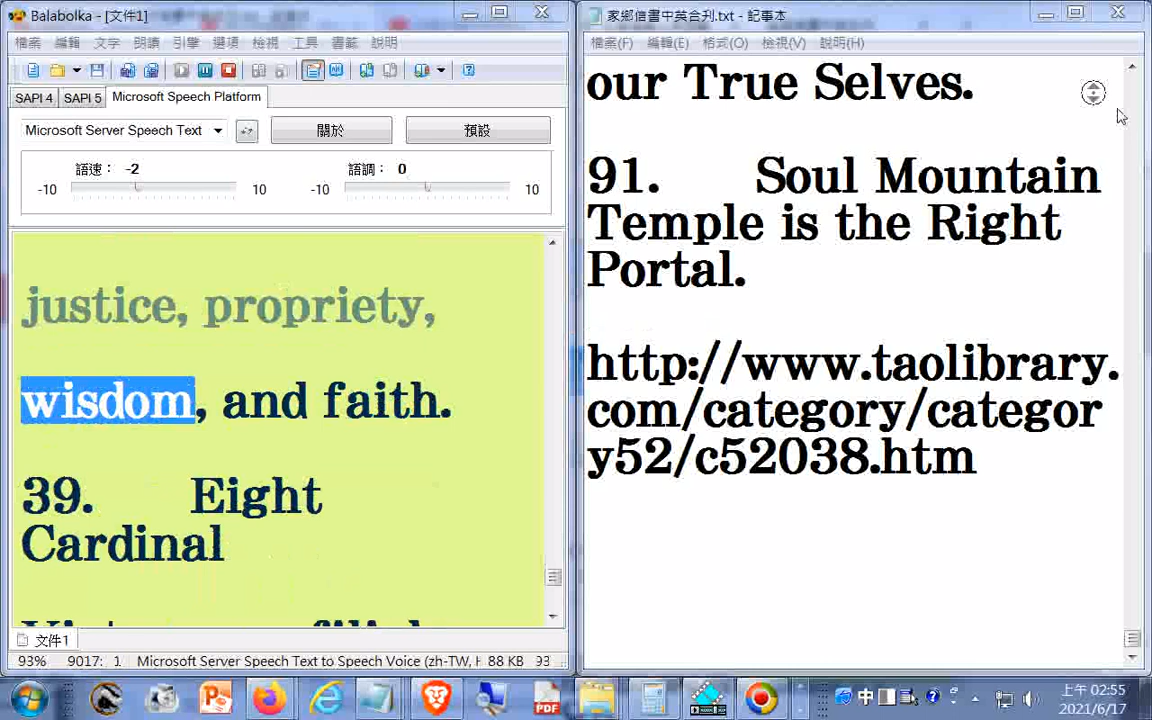 Balabolka - [文件1]
檔案 編輯 文字 朗讀 引擎 選項 檢視 工具 書籤 說明
SAPI 4 SAPI 5 Microsoft Speech Platform
Microsoft Server Speech Text
關於
預設
語速： -2
語調： 0
-10 10
-10 10
justice, propriety,
wisdom, and faith.
39. Eight
Cardinal
文件1
93% 9017: 1 Microsoft Server Speech Text to Speech Voice (zh-TW, H 88 KB 93
家鄉信書中英合刋.txt - 記事本
檔案(F) 編輯(E) 格式(O) 檢視(V) 說明(H)
our True Selves.
91. Soul Mountain
Temple is the Right
Portal.
http://www.taolibrary.
com/category/categor
y52/c52038.htm
PDF
中
上午 02:55
2021/6/17